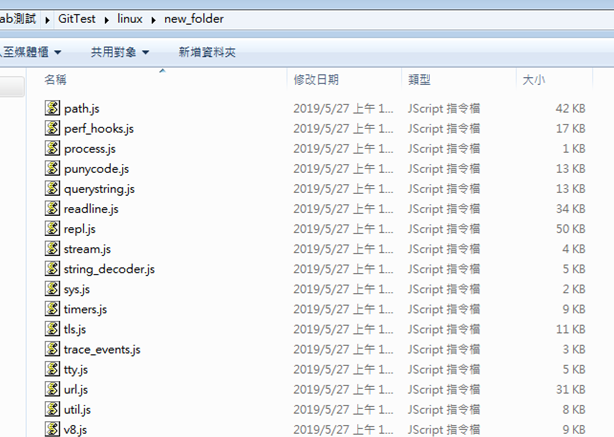 ab測試 ▸ GitTest ▸ linux ▸ new_folder
入至媒體櫃 ▾ 共用對象 ▾ 新增資料夾
名稱 修改日期 類型 大小
path.js 2019/5/27 上午 1... JScript 指令檔 42 KB
perf_hooks.js 2019/5/27 上午 1... JScript 指令檔 17 KB
process.js 2019/5/27 上午 1... JScript 指令檔 1 KB
punycode.js 2019/5/27 上午 1... JScript 指令檔 13 KB
querystring.js 2019/5/27 上午 1... JScript 指令檔 13 KB
readline.js 2019/5/27 上午 1... JScript 指令檔 34 KB
repl.js 2019/5/27 上午 1... JScript 指令檔 50 KB
stream.js 2019/5/27 上午 1... JScript 指令檔 4 KB
string_decoder.js 2019/5/27 上午 1... JScript 指令檔 5 KB
sys.js 2019/5/27 上午 1... JScript 指令檔 2 KB
timers.js 2019/5/27 上午 1... JScript 指令檔 9 KB
tls.js 2019/5/27 上午 1... JScript 指令檔 11 KB
trace_events.js 2019/5/27 上午 1... JScript 指令檔 3 KB
tty.js 2019/5/27 上午 1... JScript 指令檔 5 KB
url.js 2019/5/27 上午 1... JScript 指令檔 31 KB
util.js 2019/5/27 上午 1... JScript 指令檔 8 KB
v8.js 2019/5/27 上午 1... JScript 指令檔 9 KB